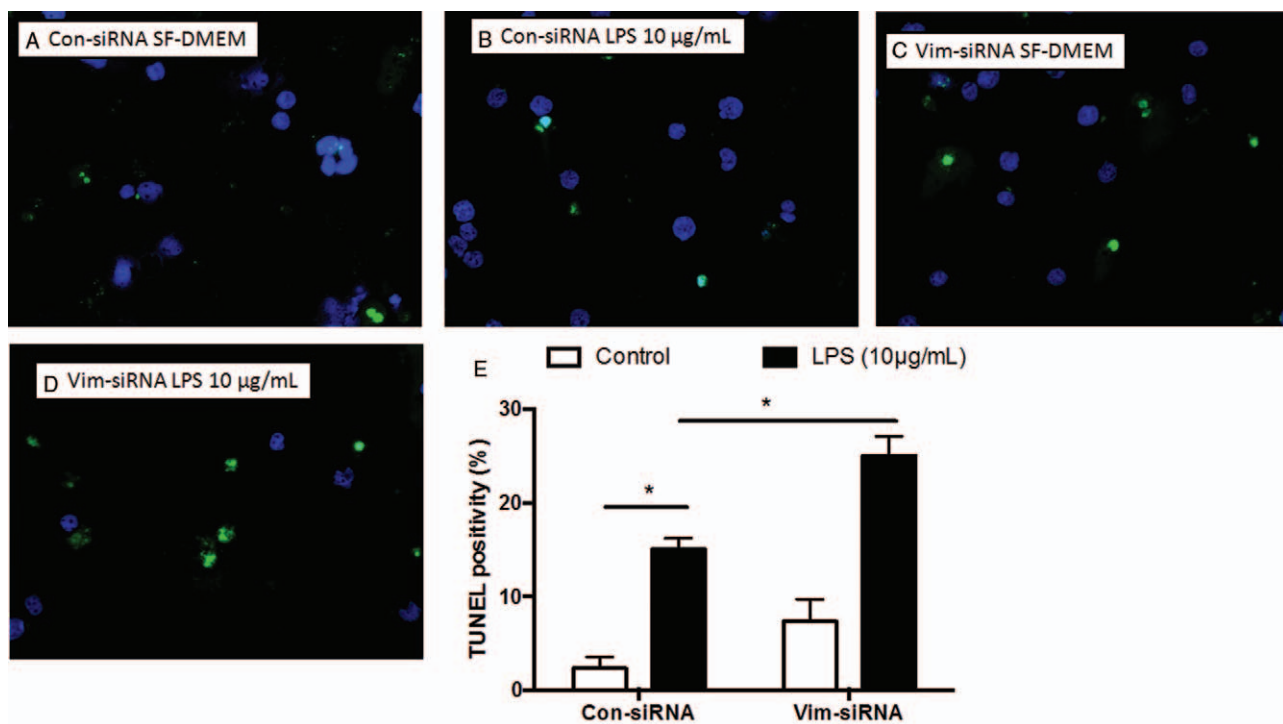 A Con-siRNA SF-DMEM
B Con-siRNA LPS 10 µg/mL
C Vim-siRNA SF-DMEM
D Vim-siRNA LPS 10 µg/mL
E
Control
LPS (10µg/mL)
TUNEL positivity (%)
30
20
10
0
*
*
Con-siRNA
Vim-siRNA